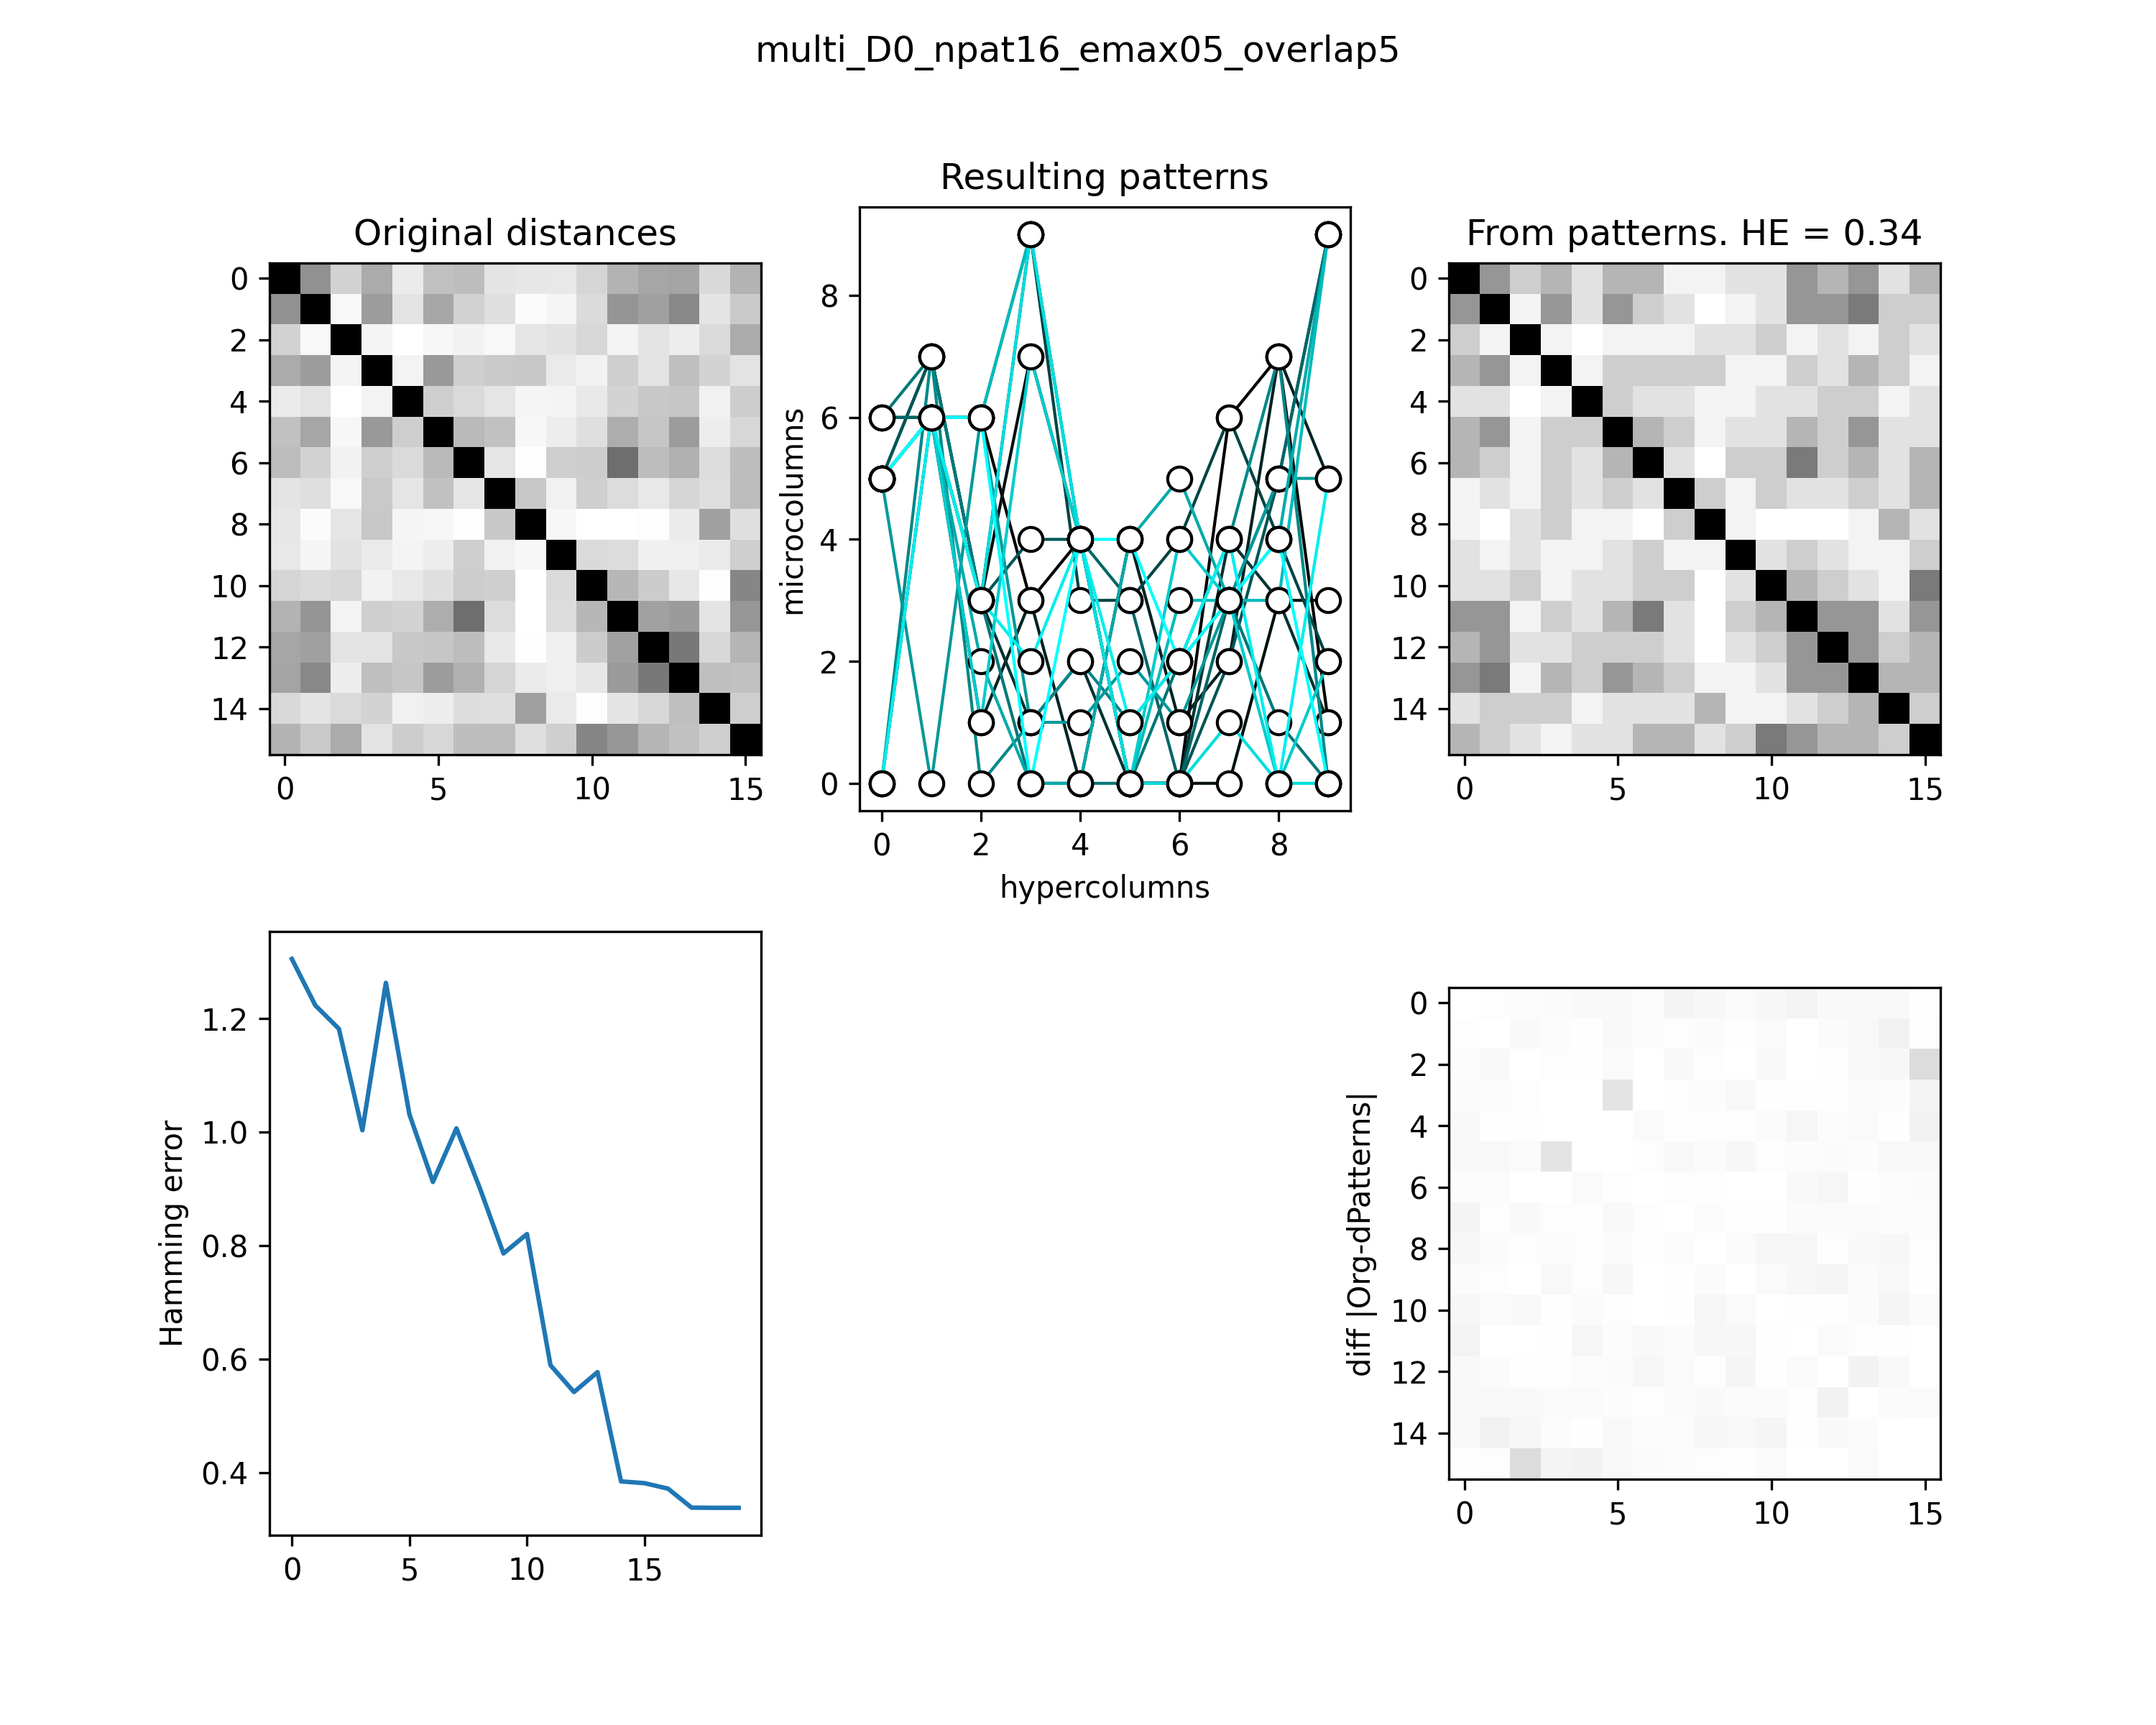 multi_D0_npat16_emax05_overlap5
Original distances
0
2
4
6
8
10
12
14
0 5 10 15
Resulting patterns
microcolumns
8
6
4
2
0
0 2 4 6 8
hypercolumns
From patterns. HE = 0.34
0
2
4
6
8
10
12
14
0 5 10 15
Hamming error
1.2
1.0
0.8
0.6
0.4
0 5 10 15
diff |Org-dPatterns|
0
2
4
6
8
10
12
14
0 5 10 15